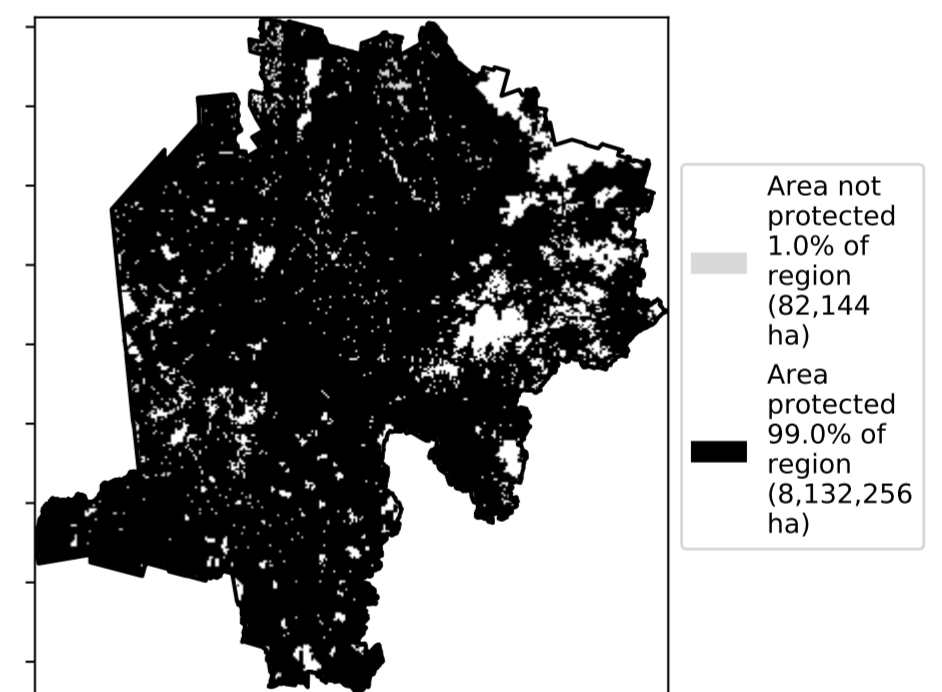 Area not
protected
1.0% of
region
(82,144
ha)
Area
protected
99.0% of
region
(8,132,256
ha)